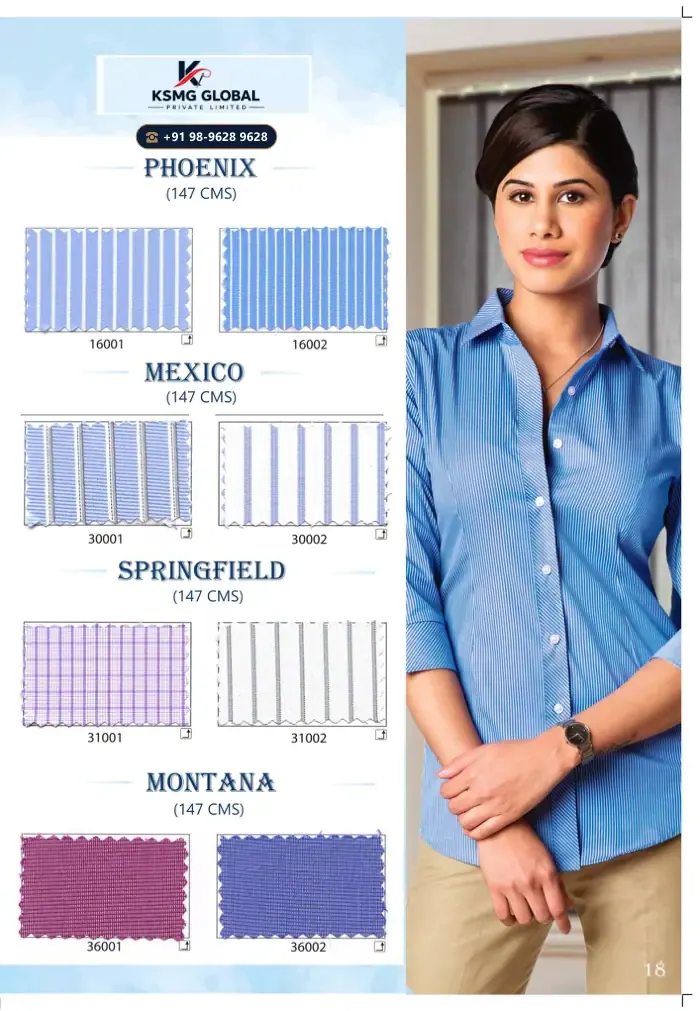 KSMG GLOBAL
PRIVATE LIMITED
+91 98-9628 9628
PHOENIX
(147 CMS)
16001
16002
MEXICO
(147 CMS)
30001
30002
SPRINGFIELD
(147 CMS)
31001
31002
MONTANA
(147 CMS)
36001
36002
18